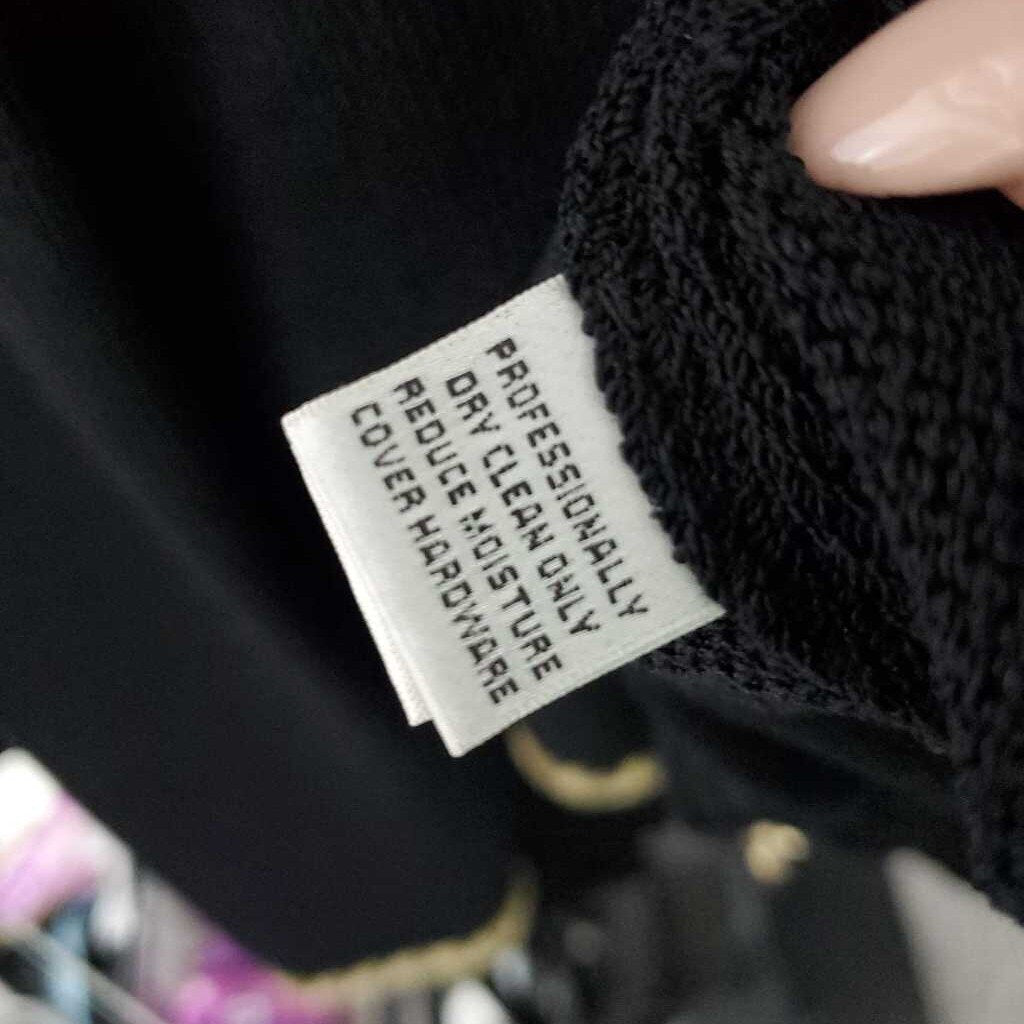 PROFESSIONALLY
DRY CLEAN ONLY
REDUCE MOISTURE
COVER HARDWARE